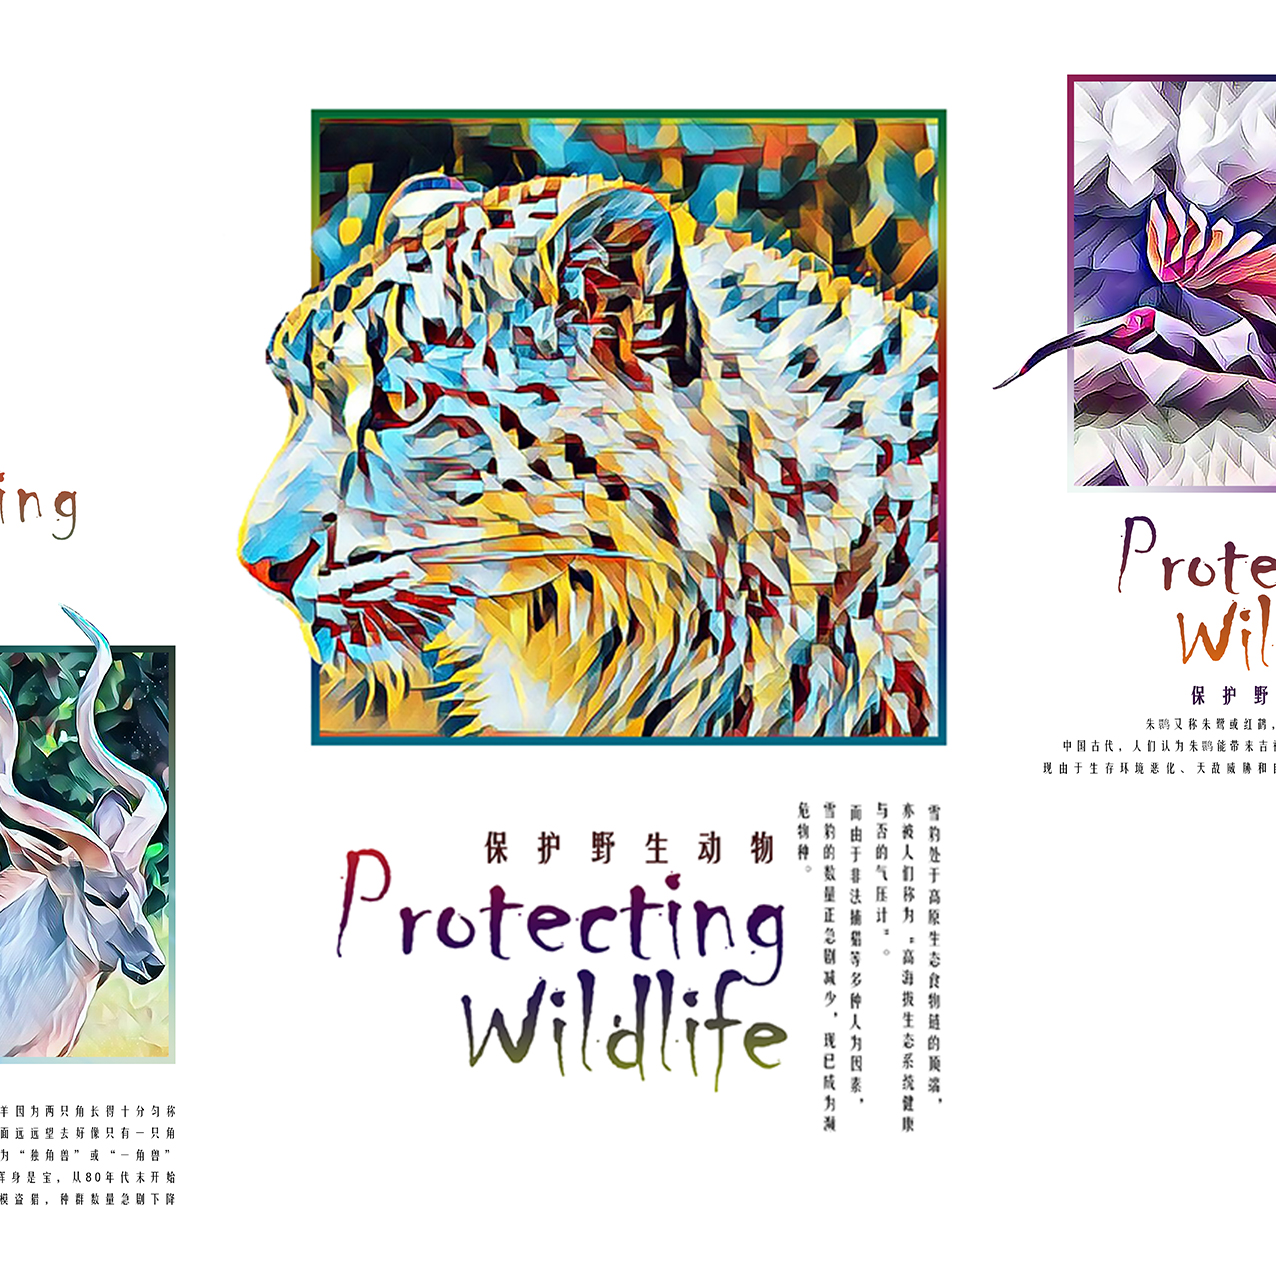 ing
羊因为两只角长得十分匀称
面远远望去好像只有一只角
为“独角兽”或“一角兽”
浑身是宝，从80年代末开始
模盗猎，种群数量急剧下降
保护野生动物
Protecting
Wildlife
雪豹处于高原生态食物链的顶端，
亦被人们称为“高海拔生态系统健康
与否的气压计”。
而由于非法捕猎等多种人为因素，
雪豹的数量正急剧减少，现已成为濒
危物种。
Prote
Wil
保护野
朱鹮又称朱鹭或红鹤，
中国古代，人们认为朱鹮能带来吉
现由于生存环境恶化、天敌威胁和